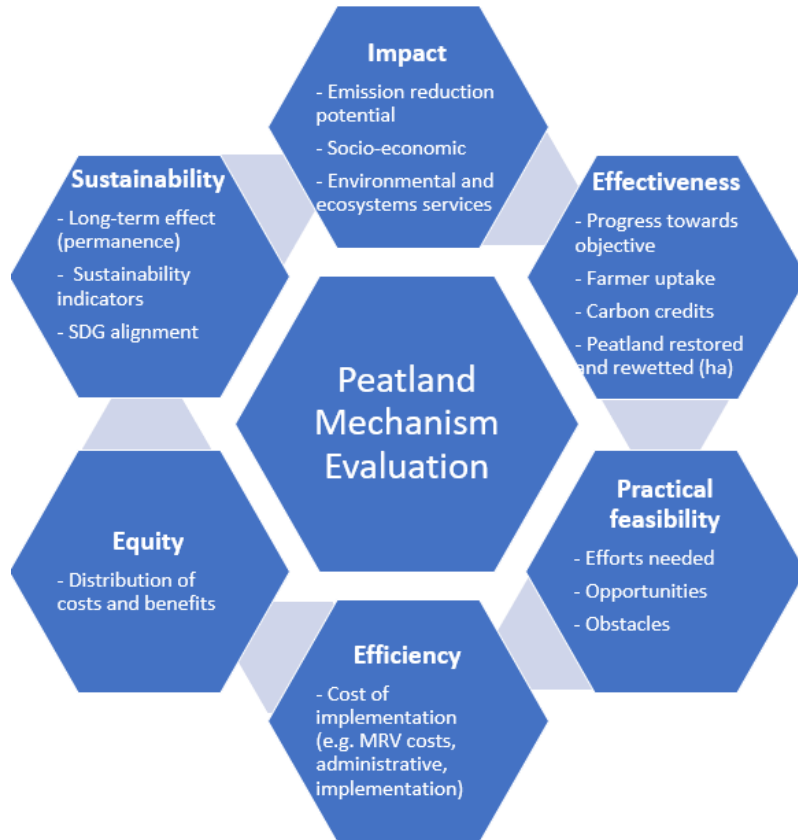 Impact
- Emission reduction
potential
- Socio-economic
- Environmental and
ecosystems services
Sustainability
- Long-term effect
(permanence)
- Sustainability
indicators
- SDG alignment
Effectiveness
- Progress towards
objective
- Farmer uptake
- Carbon credits
- Peatland restored
and rewetted (ha)
Peatland
Mechanism
Evaluation
Equity
- Distribution of
costs and benefits
Practical
feasibility
- Efforts needed
- Opportunities
- Obstacles
Efficiency
- Cost of
implementation
(e.g. MRV costs,
administrative,
implementation)